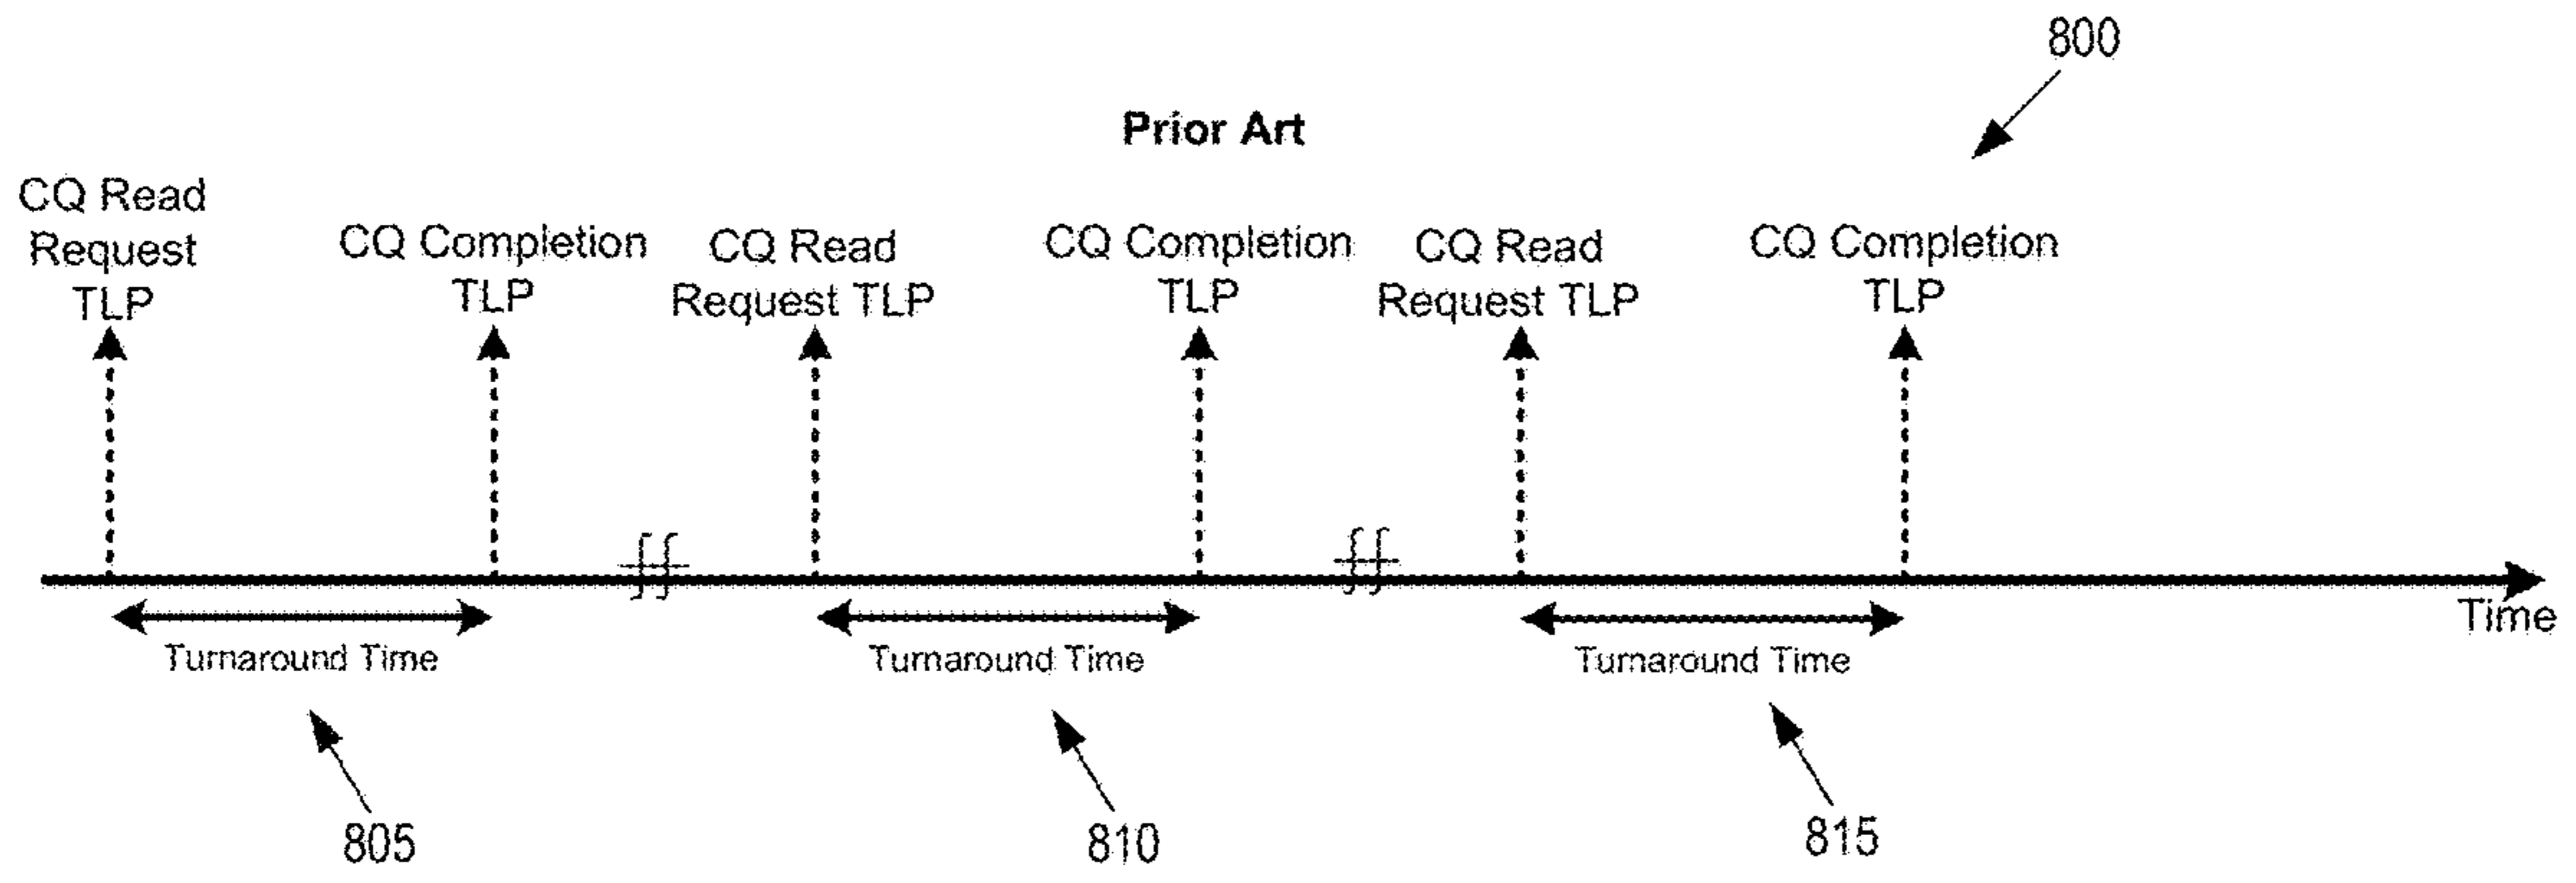 800
Prior Art
CQ Read
Request
TLP
CQ Completion
TLP
CQ Read
Request TLP
CQ Completion
TLP
CQ Read
Request TLP
CQ Completion
TLP
Time
Turnaround Time
Turnaround Time
Turnaround Time
805
810
815